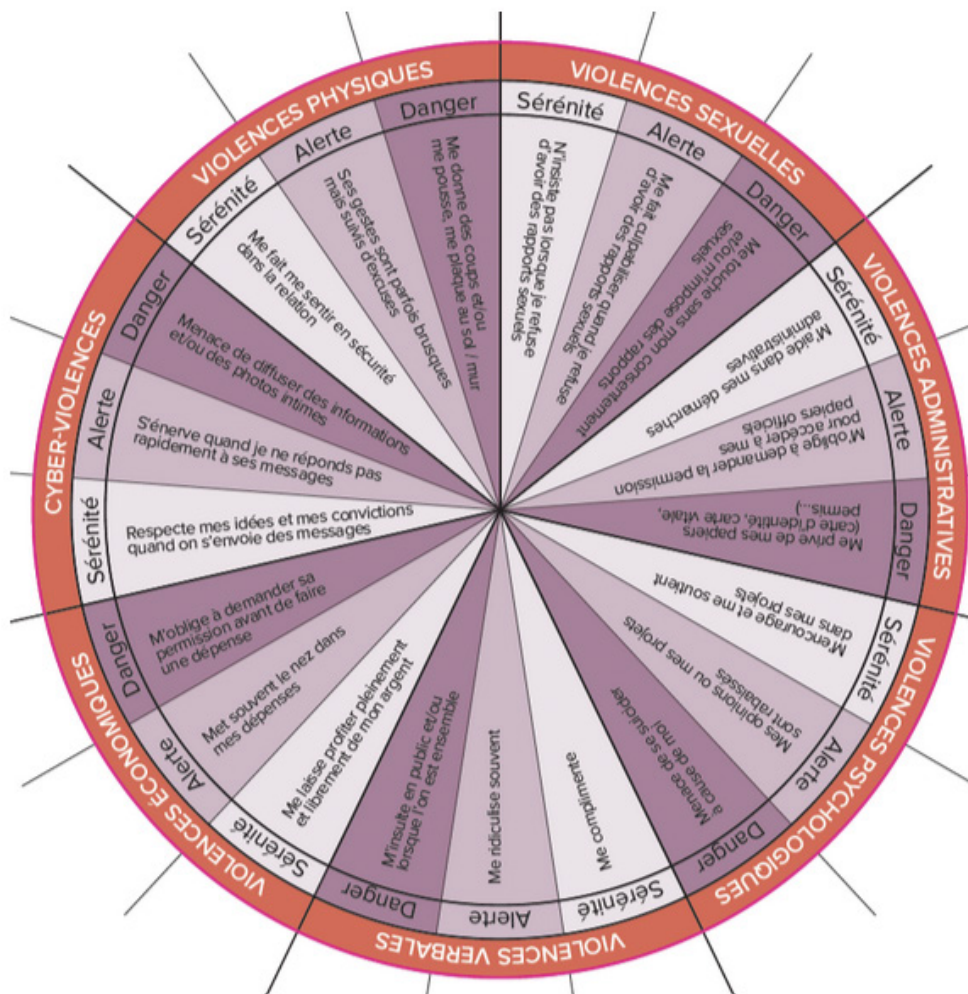 VIOLENCES PHYSIQUES
Sérénité
Me fait me sentir en sécurité
dans la relation
Alerte
Ses gestes sont parfois brusques
mais suivis d'excuses
Danger
Me donne des coups et/ou
me pousse, me plaque au sol / mur
VIOLENCES SEXUELLES
Sérénité
N'insiste pas lorsque je refuse
d'avoir des rapports sexuels
Alerte
Me fait culpabiliser quand je refuse
d'avoir des rapports sexuels
Danger
Me touche sans mon consentement
et/ou m'impose des rapports
sexuels
VIOLENCES ADMINISTRATIVES
Sérénité
M'aide dans mes démarches
administratives
Alerte
M'oblige à demander la permission
pour accéder à mes
papiers officiels
Danger
Me prive de mes papiers
(carte d'identité, carte vitale,
permis...)
VIOLENCES PSYCHOLOGIQUES
Sérénité
M'encourage et me soutient
dans mes projets
Alerte
Mes opinions ou mes projets
sont rabaissés
Danger
Menace de se suicider
à cause de moi
VIOLENCES VERBALES
Sérénité
Me complimente
Alerte
Me ridiculise souvent
Danger
M'insulte en public et/ou
lorsque l'on est ensemble
VIOLENCES ÉCONOMIQUES
Sérénité
Me laisse profiter pleinement
et librement de mon argent
Alerte
Met souvent le nez dans
mes dépenses
Danger
M'oblige à demander sa
permission avant de faire
une dépense
CYBER-VIOLENCES
Sérénité
Respecte mes idées et mes convictions
quand on s'envoie des messages
Alerte
S'énerve quand je ne réponds pas
rapidement à ses messages
Danger
Menace de diffuser des informations
et/ou des photos intimes